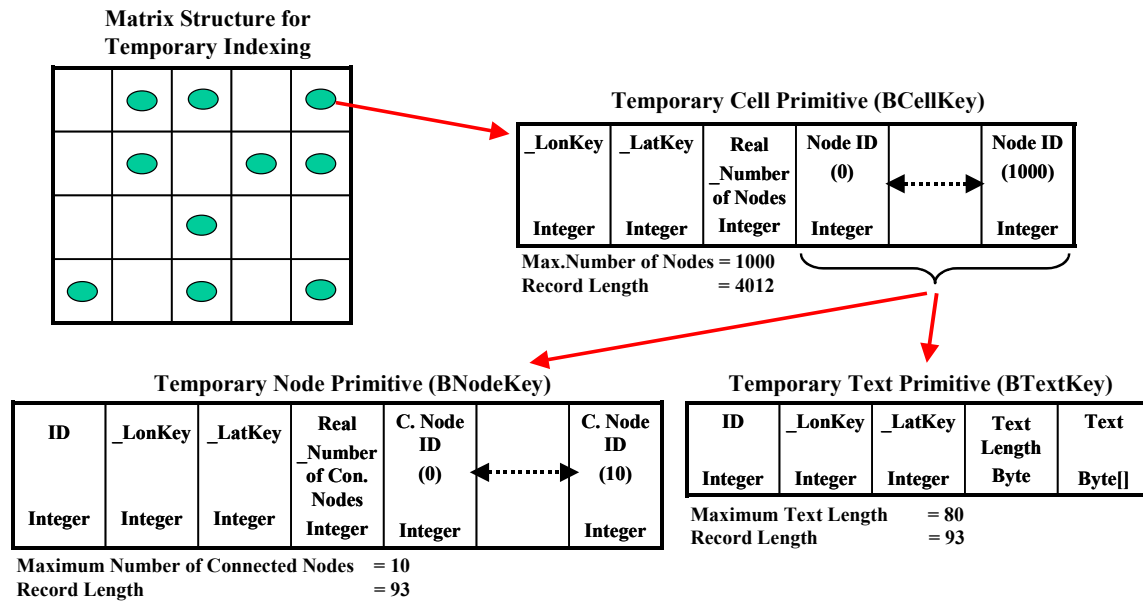 Matrix Structure for
Temporary Indexing
Temporary Cell Primitive (BCellKey)
_LonKey
Integer
_LatKey
Integer
Real
_Number
of Nodes
Integer
Node ID
(0)
Integer
Node ID
(1000)
Integer
Max.Number of Nodes = 1000
Record Length = 4012
Temporary Node Primitive (BNodeKey)
ID
Integer
_LonKey
Integer
_LatKey
Integer
Real
_Number
of Con.
Nodes
Integer
C. Node
ID
(0)
Integer
C. Node
ID
(10)
Integer
Maximum Number of Connected Nodes = 10
Record Length = 93
Temporary Text Primitive (BTextKey)
ID
Integer
_LonKey
Integer
_LatKey
Integer
Text
Length
Byte
Text
Byte[]
Maximum Text Length = 80
Record Length = 93